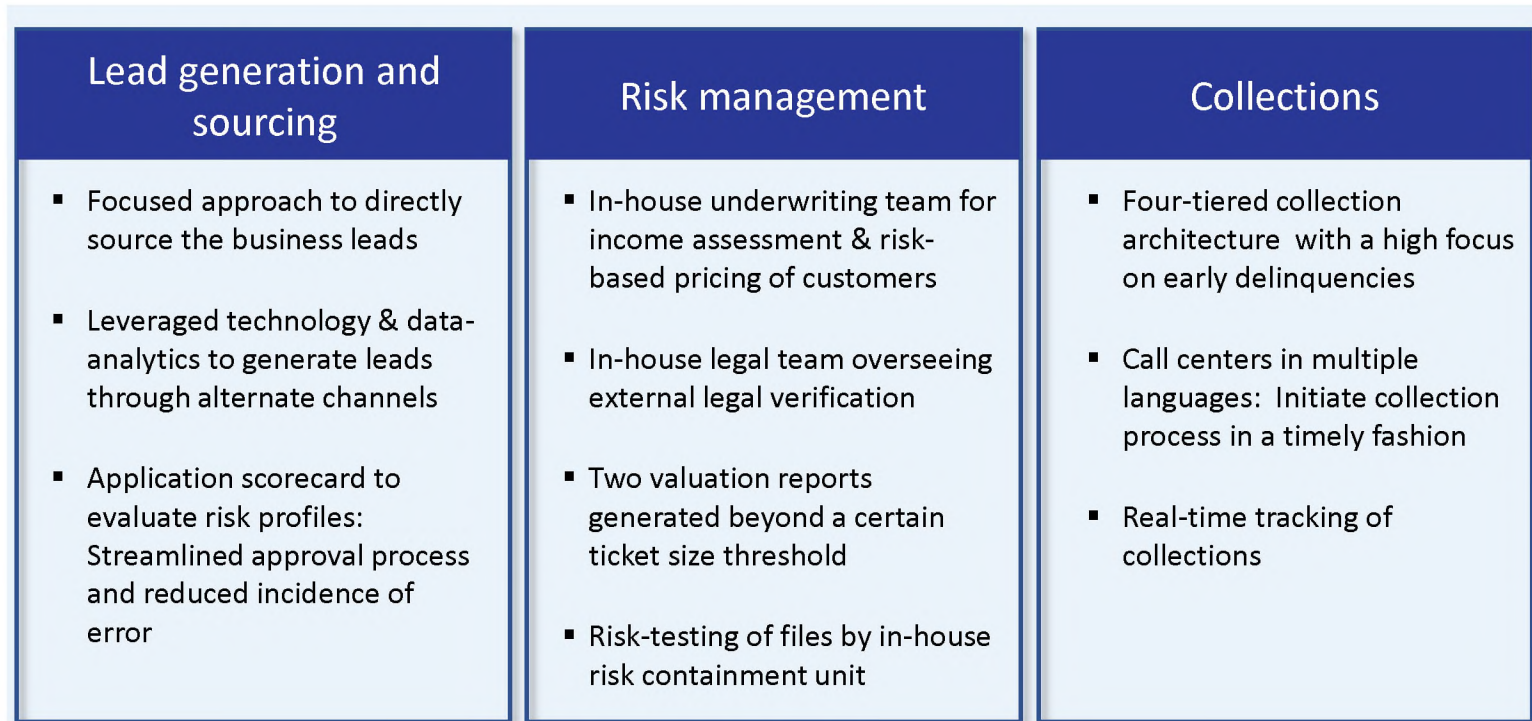 Lead generation and
sourcing
▪ Focused approach to directly
source the business leads
▪ Leveraged technology & data-
analytics to generate leads
through alternate channels
▪ Application scorecard to
evaluate risk profiles:
Streamlined approval process
and reduced incidence of
error
Risk management
▪ In-house underwriting team for
income assessment & risk-
based pricing of customers
▪ In-house legal team overseeing
external legal verification
▪ Two valuation reports
generated beyond a certain
ticket size threshold
▪ Risk-testing of files by in-house
risk containment unit
Collections
▪ Four-tiered collection
architecture  with a high focus
on early delinquencies
▪ Call centers in multiple
languages:  Initiate collection
process in a timely fashion
▪ Real-time tracking of
collections